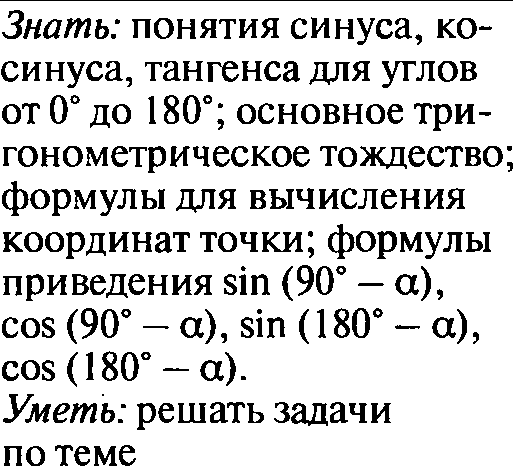 Знать: понятия синуса, ко-
синуса, тангенса для углов
от 0° до 180°; основное три-
гонометрическое тождество;
формулы для вычисления
координат точки; формулы
приведения sin (90° – α),
cos (90° – α), sin (180° – α),
cos (180° – α).
Уметь: решать задачи
по теме